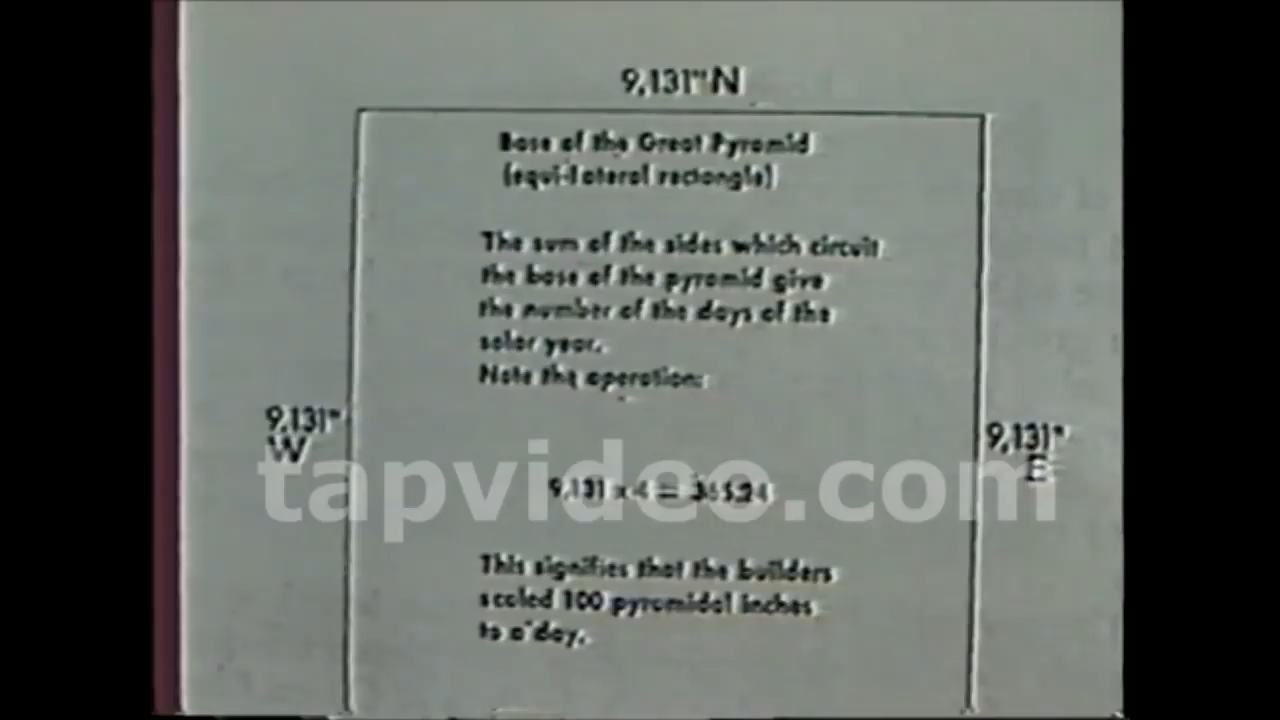 9,131" N
Base of the Great Pyramid
(equi-lateral rectangle)
The sum of the sides which circuit
the base of the pyramid give
the number of the days of the
solar year.
Note the operation:
9,131"
W
9,131"
E
tapvideo.com
9,131 x 4 = 365.24
This signifies that the builders
scaled 100 pyramidal inches
to a day.